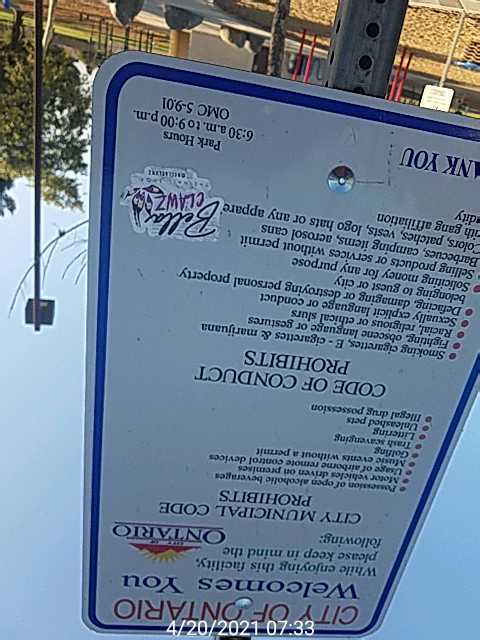 CITY OF ONTARIO
Welcomes You
While enjoying this facility,
please keep in mind the
following:
CITY OF
ONTARIO
CITY MUNICIPAL CODE
PROHIBITS
Possession of open alcoholic beverages
Motor vehicles driven on premises
Usage of airborne remote control devices
Music events without a permit
Golfing
Trash scavenging
Littering
Unleashed pets
Illegal drug possession
CODE OF CONDUCT
PROHIBITS
Smoking cigarettes, E - cigarettes & marijuana
Fighting, obscene language or gestures
Racial, religious or ethical slurs
Sexually explicit language or conduct
Defacing, damaging or destroying personal property
belonging to guest or city
Soliciting money for any purpose
Selling products or services without permit
Barbecues, camping items, aerosol cans
Colors, patches, vests, logo hats or any appare
with gang affiliation
Bellas
CLAWZ
Park Hours
6:30 a.m. to 9:00 p.m.
OMC 5-9.01
ANK YOU
4/20/2021 07:33